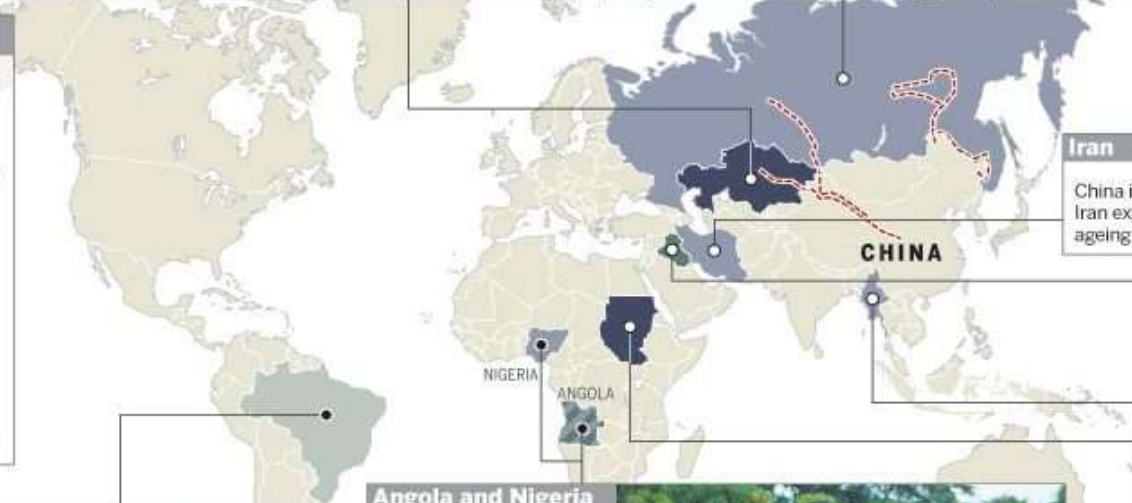 Iran
China i
Iran ex
ageing
CHINA
NIGERIA
ANGOLA
Angola and Nigeria